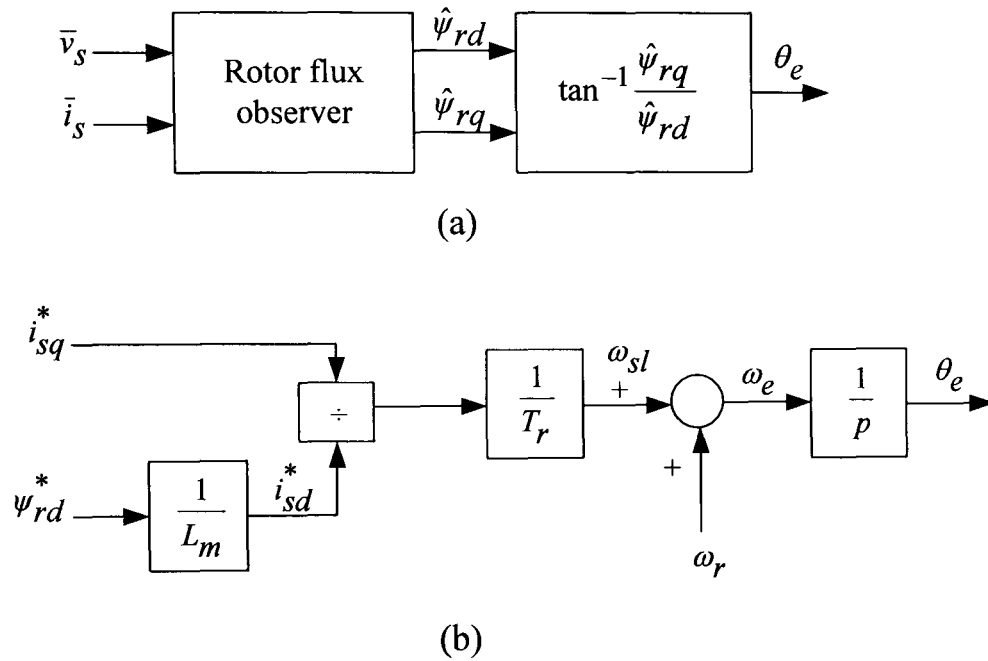 v̄s
īs
Rotor flux
observer
ψ̂rd
ψ̂rq
tan⁻¹ ψ̂rq / ψ̂rd
θe
(a)
i*sq
÷
ψ*rd
1 / Lm
i*sd
1 / Tr
ωsl
+
+
ωr
ωe
1 / p
θe
(b)